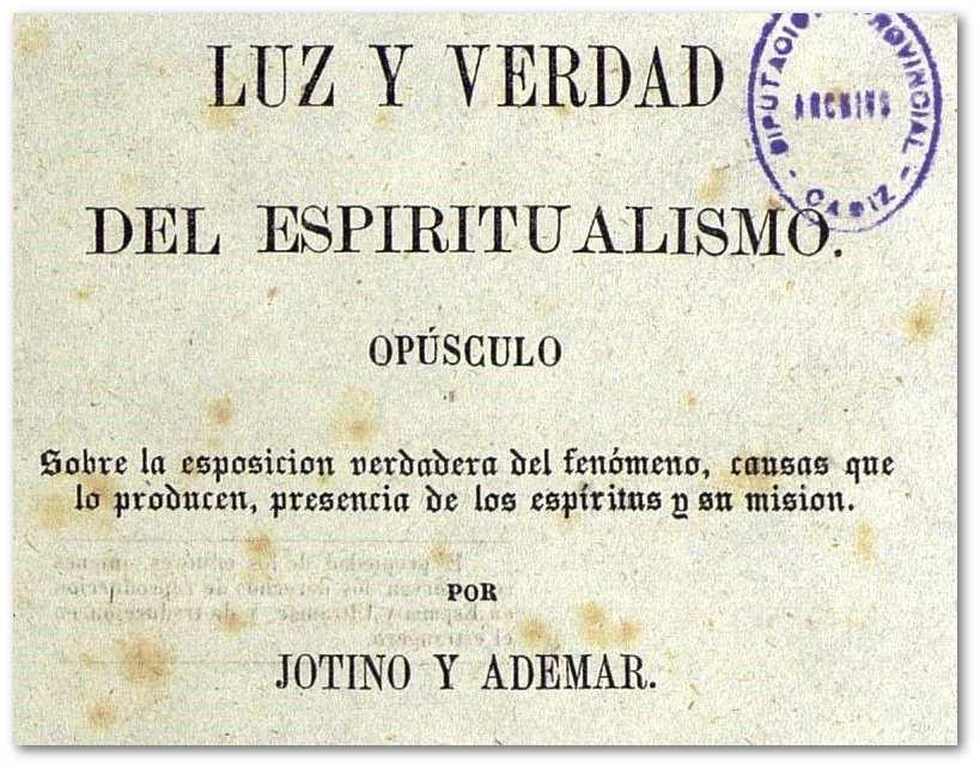 LUZ Y VERDAD
DEL ESPIRITUALISMO.
OPÚSCULO
Sobre la esposicion verdadera del fenómeno, causas que
lo producen, presencia de los espíritus y su mision.
POR
JOTINO Y ADEMAR.
DIPUTACION PROVINCIAL
ARCHIVO
- CADIZ -